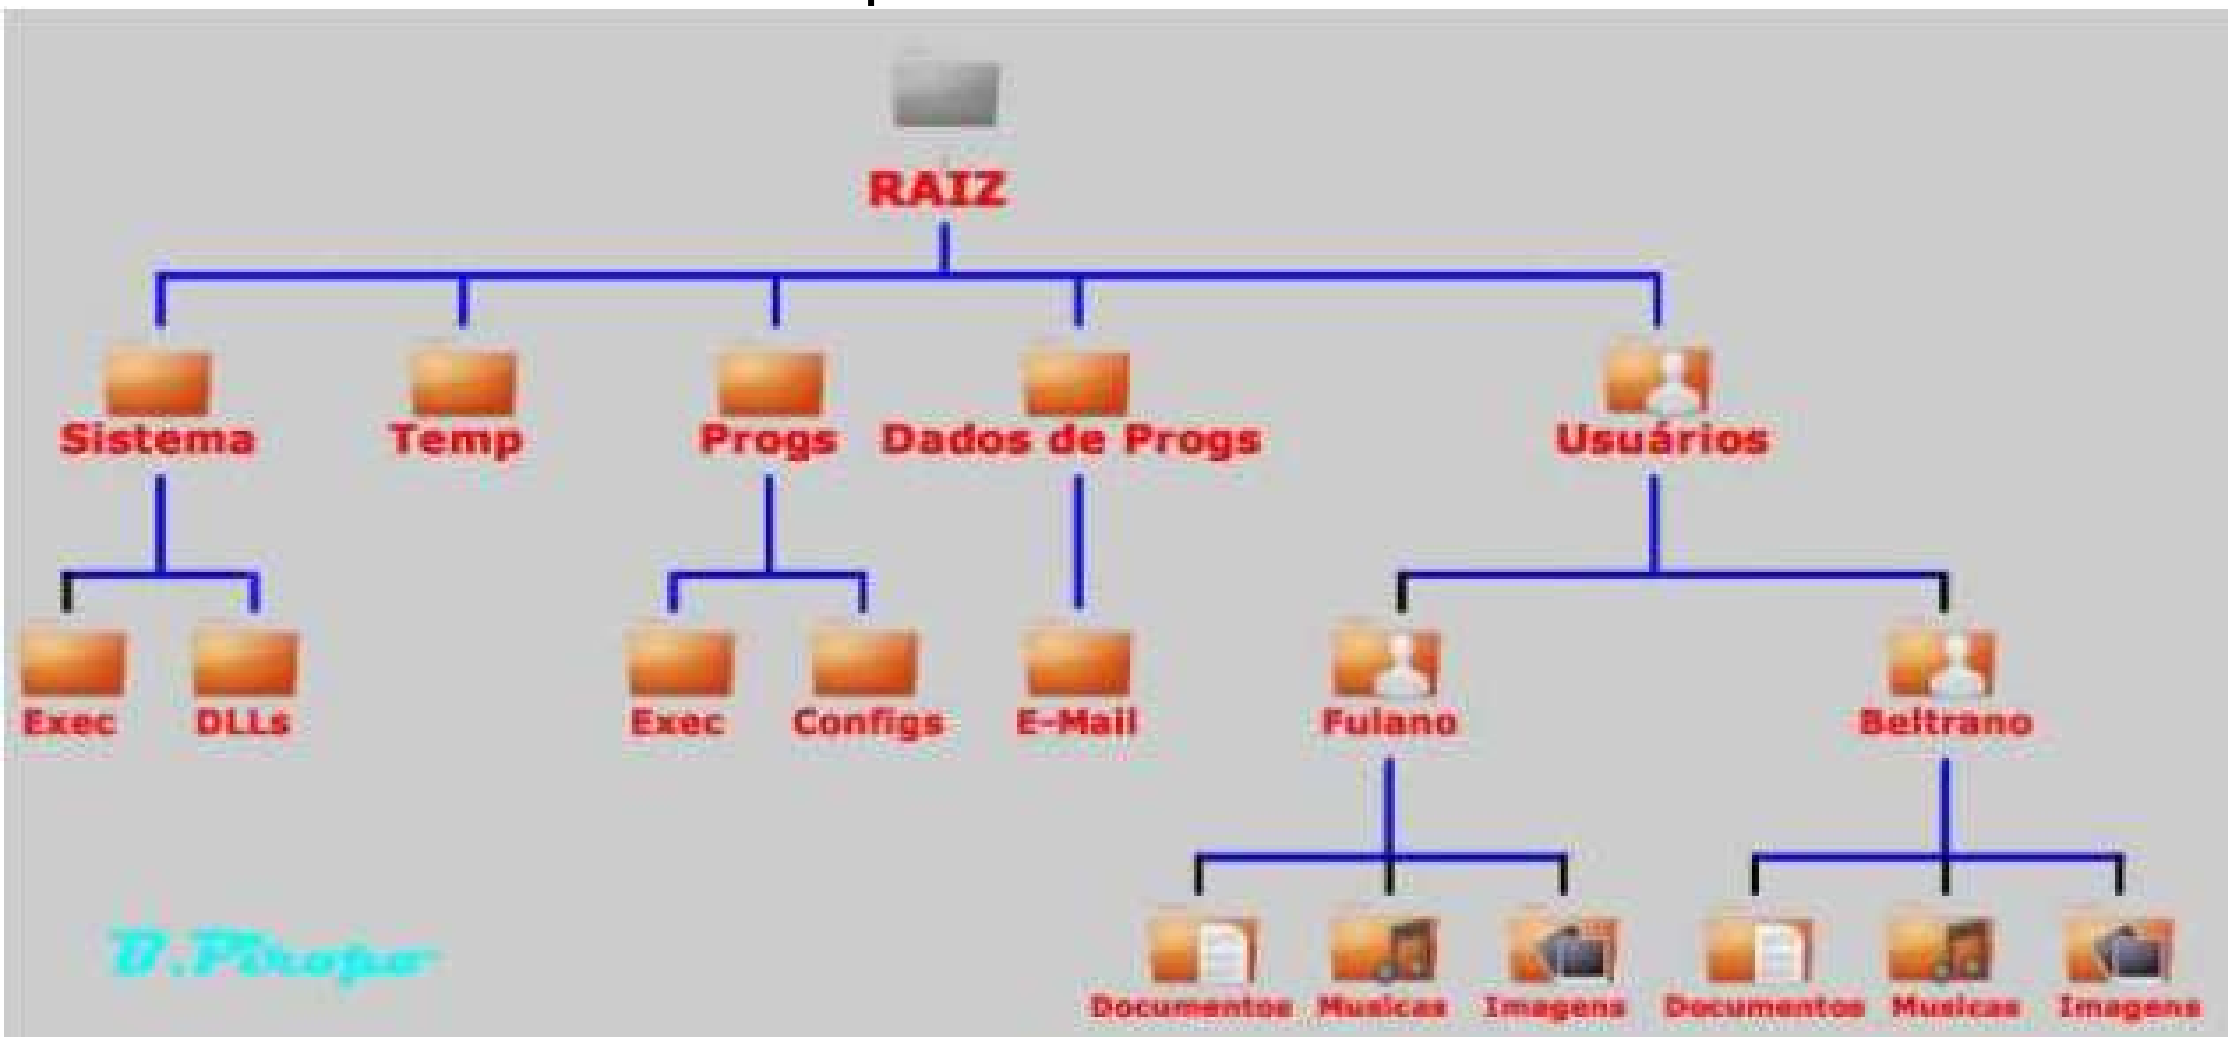 RAIZ
Sistema Temp Progs Dados de Progs Usuários
Exec DLLs Exec Configs E-Mail Fulano Beltrano
Documentos Musicas Imagens Documentos Musicas Imagens
B.Piropo